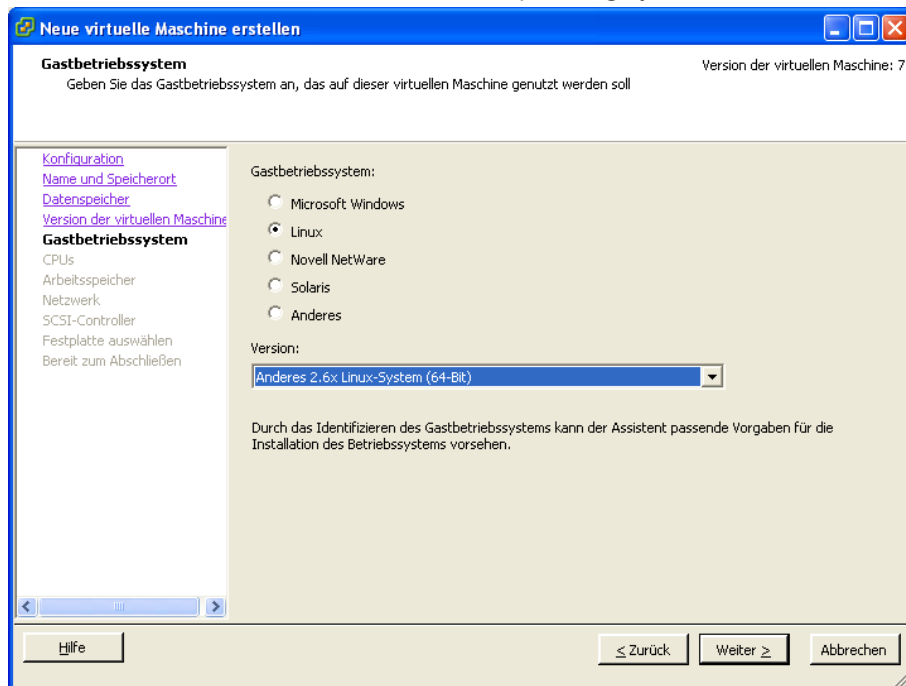 Neue virtuelle Maschine erstellen
Gastbetriebssystem
Geben Sie das Gastbetriebssystem an, das auf dieser virtuellen Maschine genutzt werden soll
Version der virtuellen Maschine: 7
Konfiguration
Name und Speicherort
Datenspeicher
Version der virtuellen Maschine
Gastbetriebssystem
CPUs
Arbeitsspeicher
Netzwerk
SCSI-Controller
Festplatte auswählen
Bereit zum Abschließen
Gastbetriebssystem:
Microsoft Windows
Linux
Novell NetWare
Solaris
Anderes
Version:
Anderes 2.6x Linux-System (64-Bit)
Durch das Identifizieren des Gastbetriebssystems kann der Assistent passende Vorgaben für die
Installation des Betriebssystems vorsehen.
Hilfe
< Zurück
Weiter >
Abbrechen